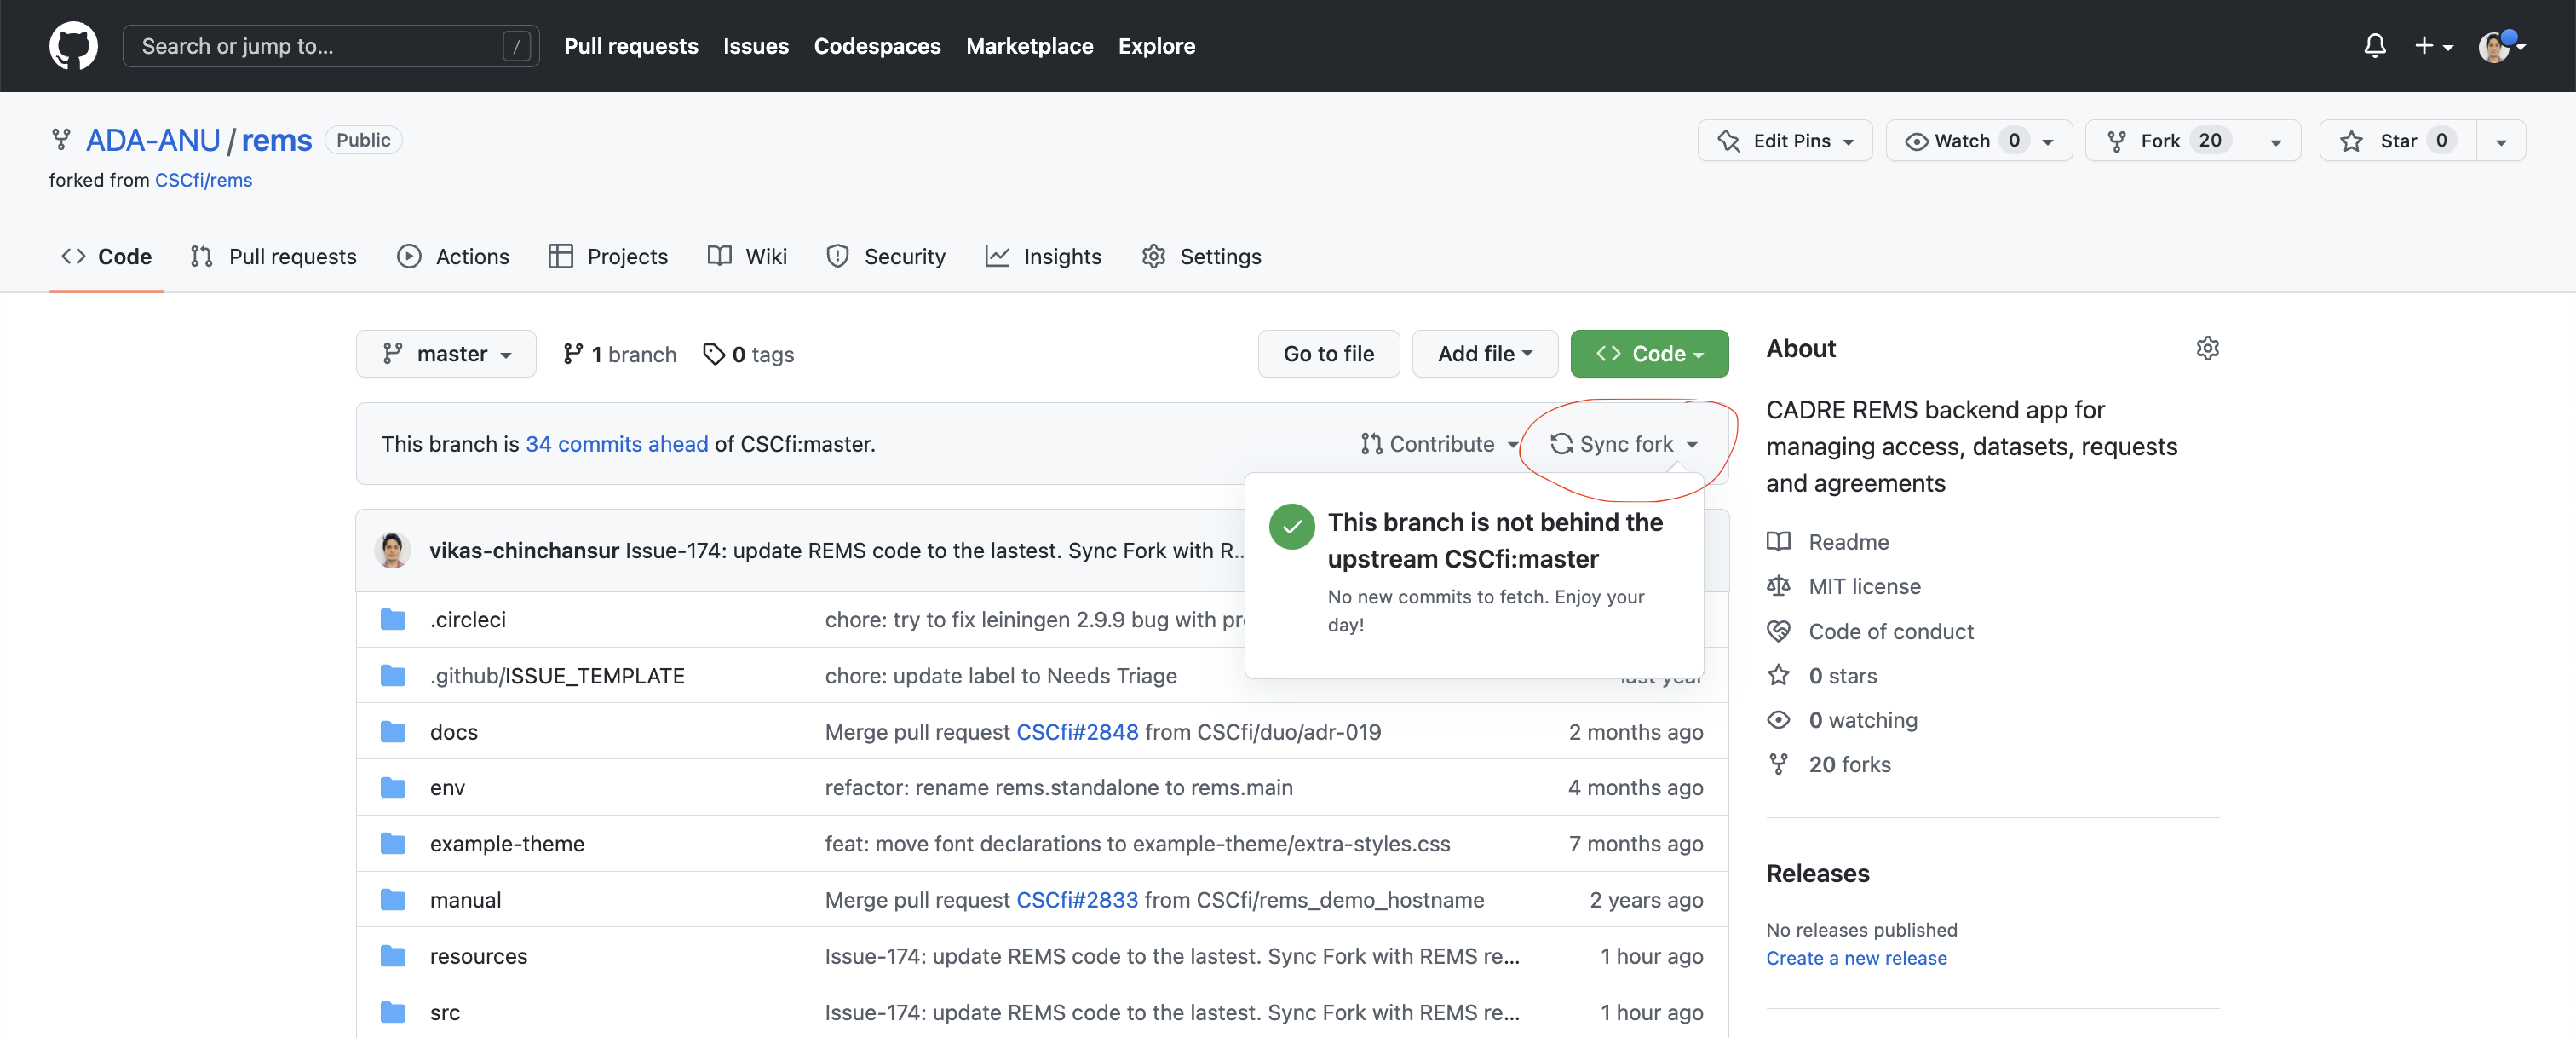 Search or jump to... / Pull requests Issues Codespaces Marketplace Explore
ADA-ANU / rems Public Edit Pins Watch 0 Fork 20 Star 0
forked from CSCfi/rems
Code Pull requests Actions Projects Wiki Security Insights Settings
master 1 branch 0 tags Go to file Add file Code
This branch is 34 commits ahead of CSCfi:master. Contribute Sync fork
This branch is not behind the
upstream CSCfi:master
No new commits to fetch. Enjoy your
day!
vikas-chinchansur Issue-174: update REMS code to the lastest. Sync Fork with R...
.circleci chore: try to fix leiningen 2.9.9 bug with
.github/ISSUE_TEMPLATE chore: update label to Needs Triage last year
docs Merge pull request CSCfi#2848 from CSCfi/duo/adr-019 2 months ago
env refactor: rename rems.standalone to rems.main 4 months ago
example-theme feat: move font declarations to example-theme/extra-styles.css 7 months ago
manual Merge pull request CSCfi#2833 from CSCfi/rems_demo_hostname 2 years ago
resources Issue-174: update REMS code to the lastest. Sync Fork with REMS re... 1 hour ago
src Issue-174: update REMS code to the lastest. Sync Fork with REMS re... 1 hour ago
About
CADRE REMS backend app for
managing access, datasets, requests
and agreements
Readme
MIT license
Code of conduct
0 stars
0 watching
20 forks
Releases
No releases published
Create a new release